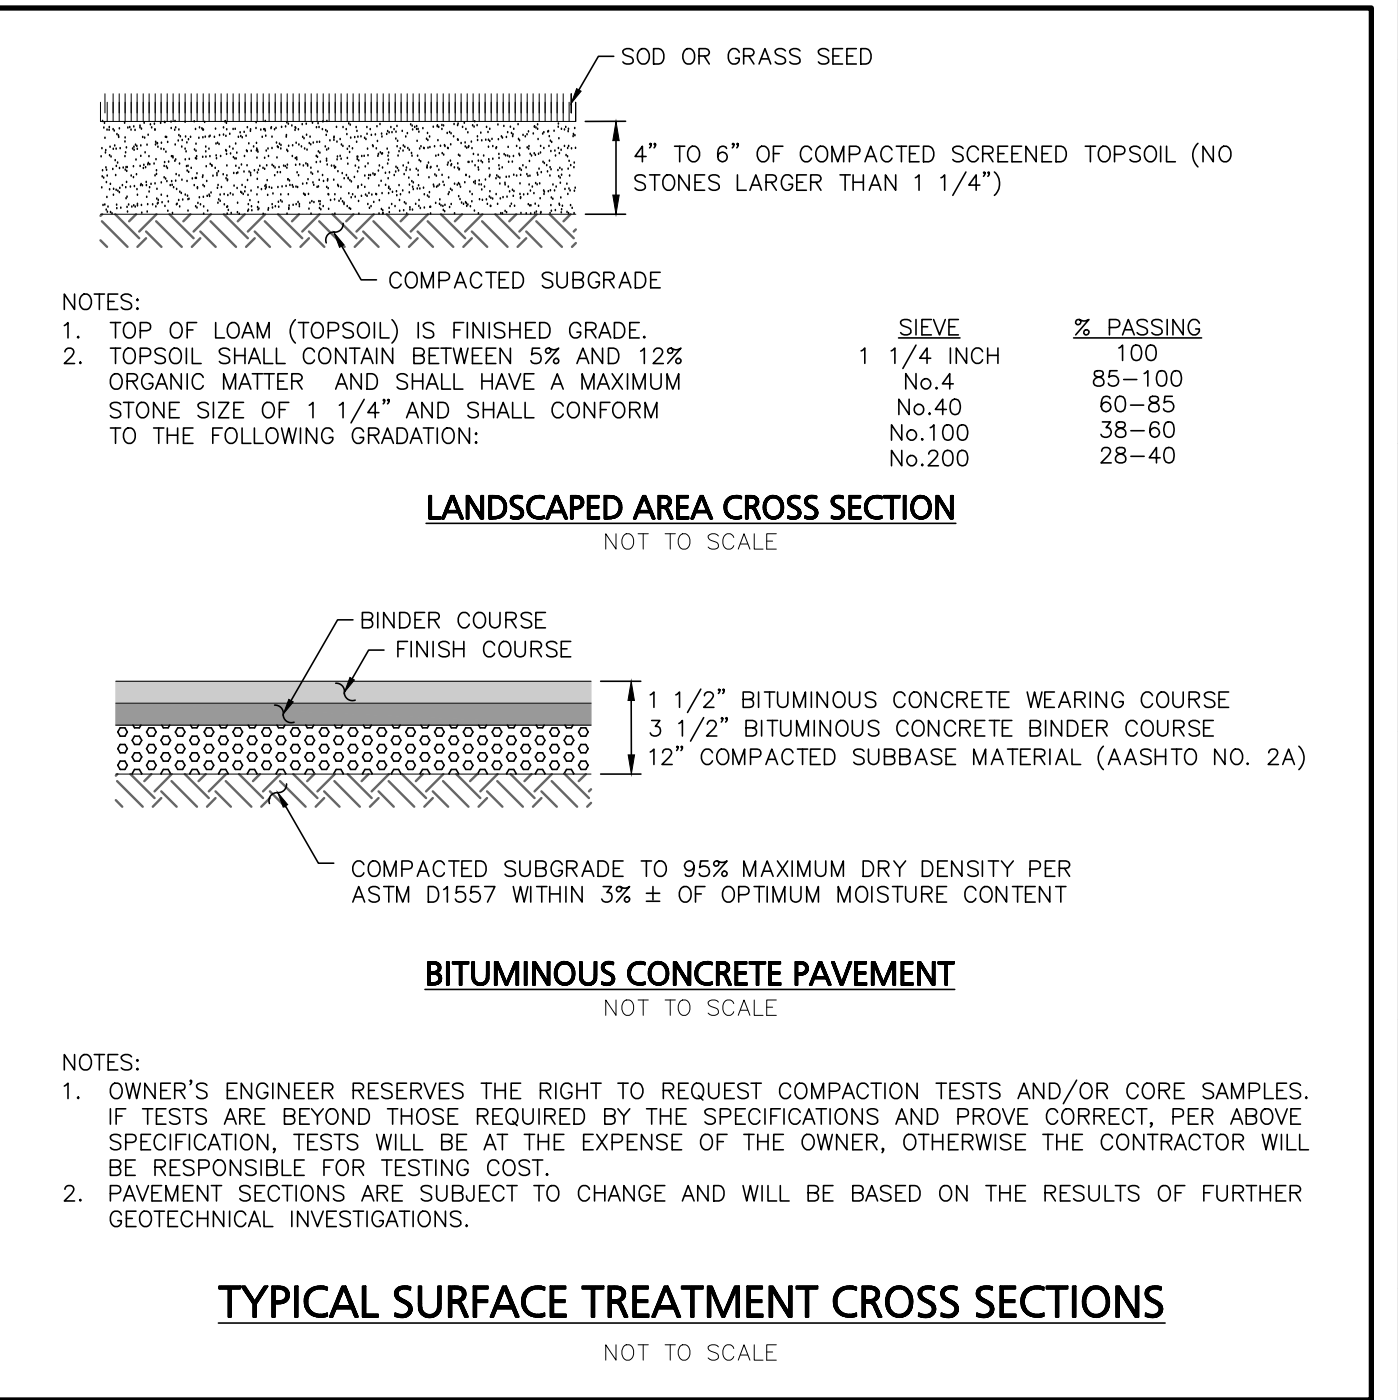 SOD OR GRASS SEED
4” TO 6” OF COMPACTED SCREENED TOPSOIL (NO
STONES LARGER THAN 1 1/4”)
COMPACTED SUBGRADE
NOTES:
1. TOP OF LOAM (TOPSOIL) IS FINISHED GRADE.
2. TOPSOIL SHALL CONTAIN BETWEEN 5% AND 12%
ORGANIC MATTER AND SHALL HAVE A MAXIMUM
STONE SIZE OF 1 1/4” AND SHALL CONFORM
TO THE FOLLOWING GRADATION:
SIEVE % PASSING
1 1/4 INCH 100
No.4 85–100
No.40 60–85
No.100 38–60
No.200 28–40
LANDSCAPED AREA CROSS SECTION
NOT TO SCALE
BINDER COURSE
FINISH COURSE
1 1/2” BITUMINOUS CONCRETE WEARING COURSE
3 1/2” BITUMINOUS CONCRETE BINDER COURSE
12” COMPACTED SUBBASE MATERIAL (AASHTO NO. 2A)
COMPACTED SUBGRADE TO 95% MAXIMUM DRY DENSITY PER
ASTM D1557 WITHIN 3% ± OF OPTIMUM MOISTURE CONTENT
BITUMINOUS CONCRETE PAVEMENT
NOT TO SCALE
NOTES:
1. OWNER’S ENGINEER RESERVES THE RIGHT TO REQUEST COMPACTION TESTS AND/OR CORE SAMPLES.
IF TESTS ARE BEYOND THOSE REQUIRED BY THE SPECIFICATIONS AND PROVE CORRECT, PER ABOVE
SPECIFICATION, TESTS WILL BE AT THE EXPENSE OF THE OWNER, OTHERWISE THE CONTRACTOR WILL
BE RESPONSIBLE FOR TESTING COST.
2. PAVEMENT SECTIONS ARE SUBJECT TO CHANGE AND WILL BE BASED ON THE RESULTS OF FURTHER
GEOTECHNICAL INVESTIGATIONS.
TYPICAL SURFACE TREATMENT CROSS SECTIONS
NOT TO SCALE